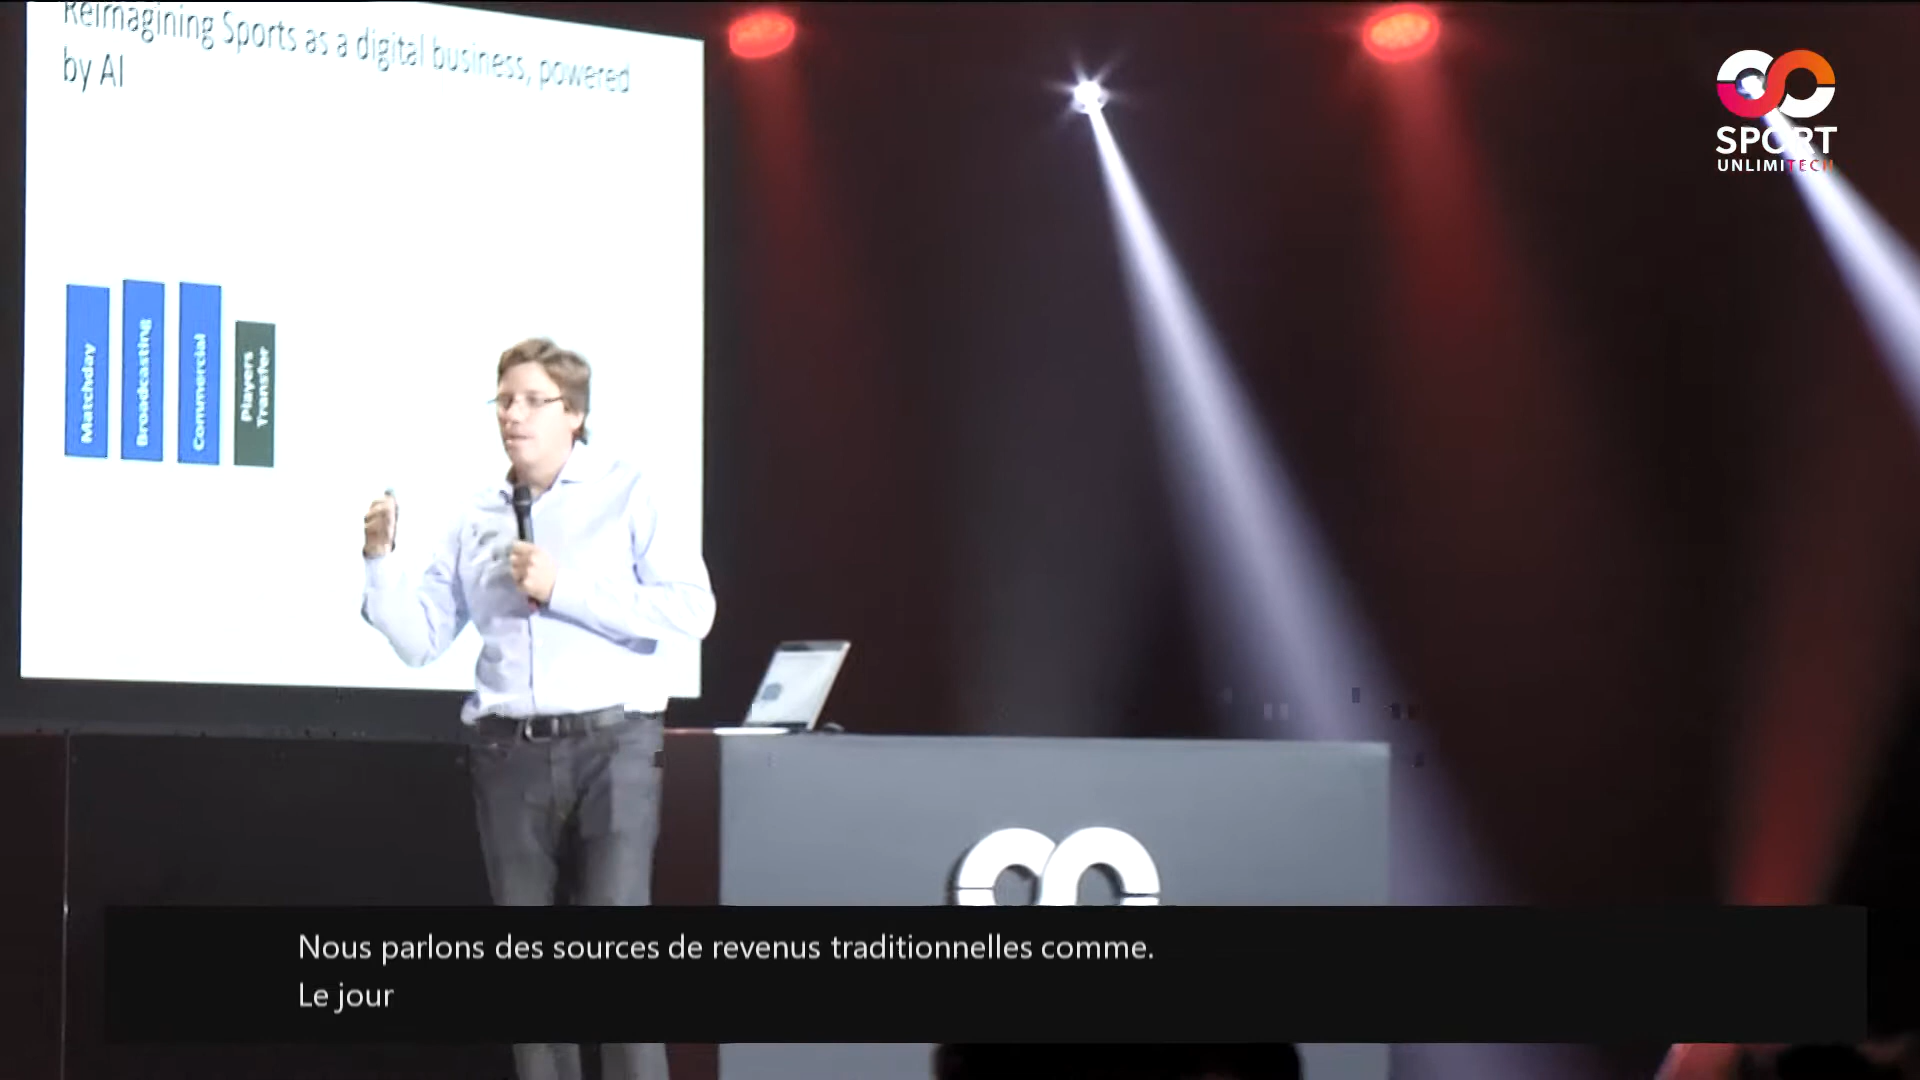 Reimagining Sports as a digital business, powered
by AI
Matchday
Broadcasting
Commercial
Players
Transfer
SPORT
UNLIMITECH
Nous parlons des sources de revenus traditionnelles comme.
Le jour